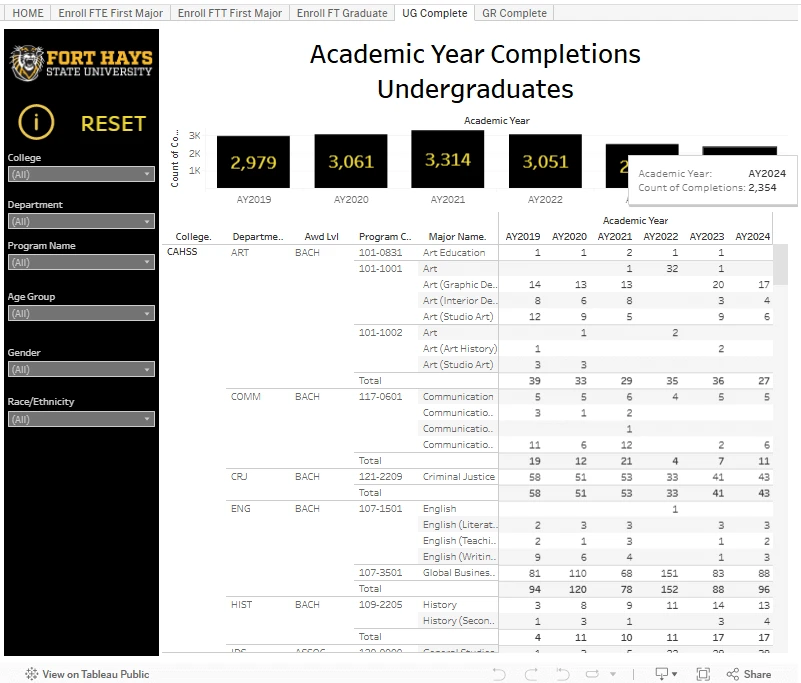 HOME Enroll FTE First Major Enroll FTT First Major Enroll FT Graduate UG Complete GR Complete
FORT HAYS
STATE UNIVERSITY
i RESET
College
(All)
Department
(All)
Program Name
(All)
Age Group
(All)
Gender
(All)
Race/Ethnicity
(All)
Academic Year Completions
Undergraduates
Academic Year
Count of Co...
3K
2K
1K
2,979 3,061 3,314 3,051
AY2019 AY2020 AY2021 AY2022
Academic Year: AY2024
Count of Completions: 2,354
Academic Year
College. Departme.. Awd Lvl Program C.. Major Name. AY2019 AY2020 AY2021 AY2022 AY2023 AY2024
CAHSS ART BACH 101-0831 Art Education 1 1 2 1 1
101-1001 Art 1 32 1
Art (Graphic De.. 14 13 13 20 17
Art (Interior De.. 8 6 8 3 4
Art (Studio Art) 12 9 5 9 6
101-1002 Art 1 2
Art (Art History) 1 2
Art (Studio Art) 3 3
Total 39 33 29 35 36 27
COMM BACH 117-0601 Communication 5 5 6 4 5 5
Communicatio.. 3 1 2
Communicatio.. 1
Communicatio.. 11 6 12 2 6
Total 19 12 21 4 7 11
CRJ BACH 121-2209 Criminal Justice 58 51 53 33 41 43
Total 58 51 53 33 41 43
ENG BACH 107-1501 English 1
English (Literat.. 2 3 3 3 3
English (Teachi.. 2 1 3 1 2
English (Writin.. 9 6 4 1 3
107-3501 Global Busines.. 81 110 68 151 83 88
Total 94 120 78 152 88 96
HIST BACH 109-2205 History 3 8 9 11 14 13
History (Secon.. 1 3 1 3 4
Total 4 11 10 11 17 17
View on Tableau Public Share